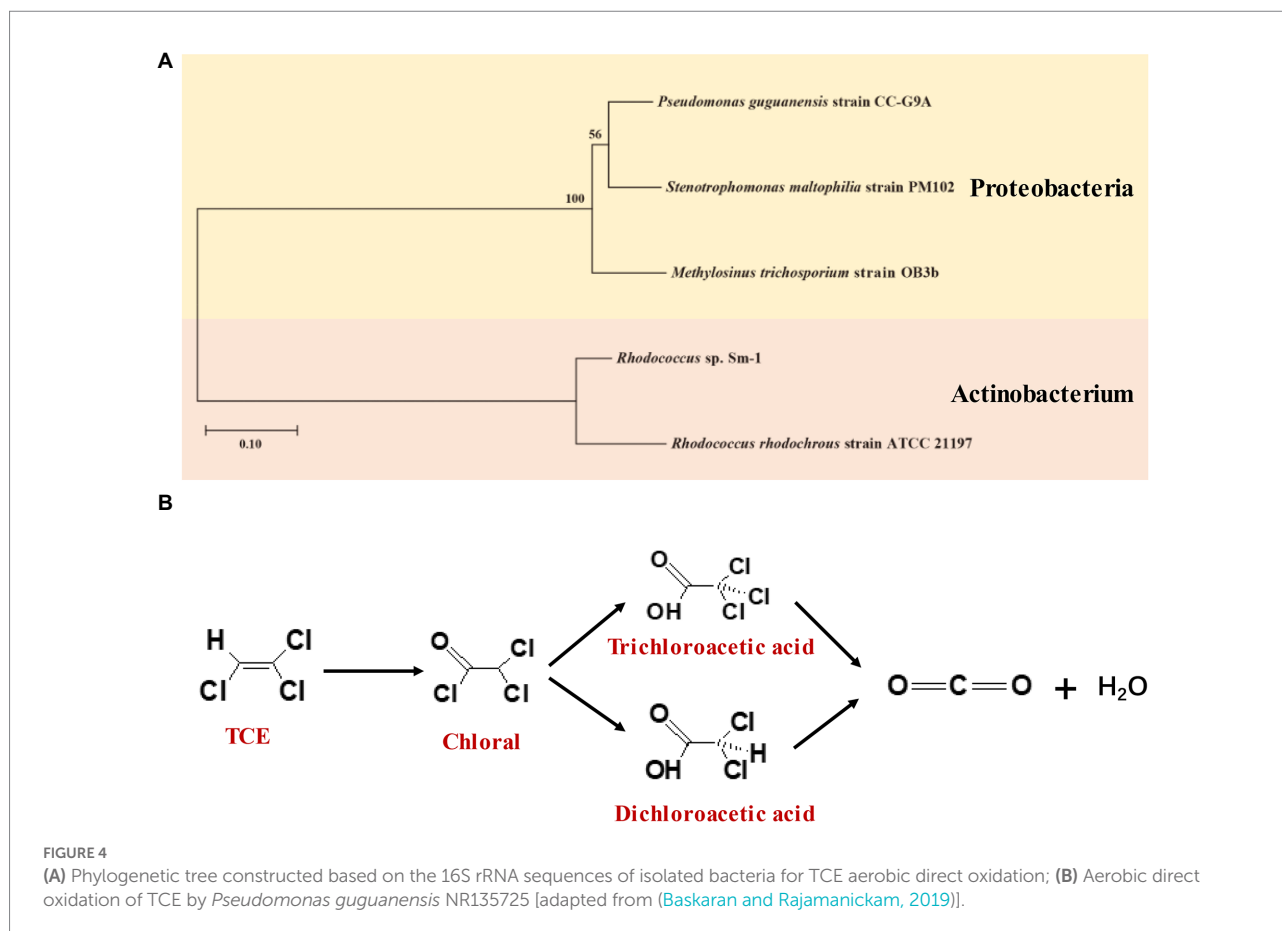 A
Pseudomonas guguanensis strain CC-G9A
56
Stenotrophomonas maltophilia strain PM102
Proteobacteria
100
Methylosinus trichosporium strain OB3b
Rhodococcus sp. Sm-1
Actinobacterium
0.10
Rhodococcus rhodochrous strain ATCC 21197
B
H
Cl
Cl
Cl
TCE
O
Cl
Cl
Cl
Chloral
O
OH
Cl
Cl
Cl
Trichloroacetic acid
O
OH
Cl
H
Cl
Dichloroacetic acid
O=C=O + H₂O
FIGURE 4
(A) Phylogenetic tree constructed based on the 16S rRNA sequences of isolated bacteria for TCE aerobic direct oxidation; (B) Aerobic direct
oxidation of TCE by Pseudomonas guguanensis NR135725 [adapted from (Baskaran and Rajamanickam, 2019)].